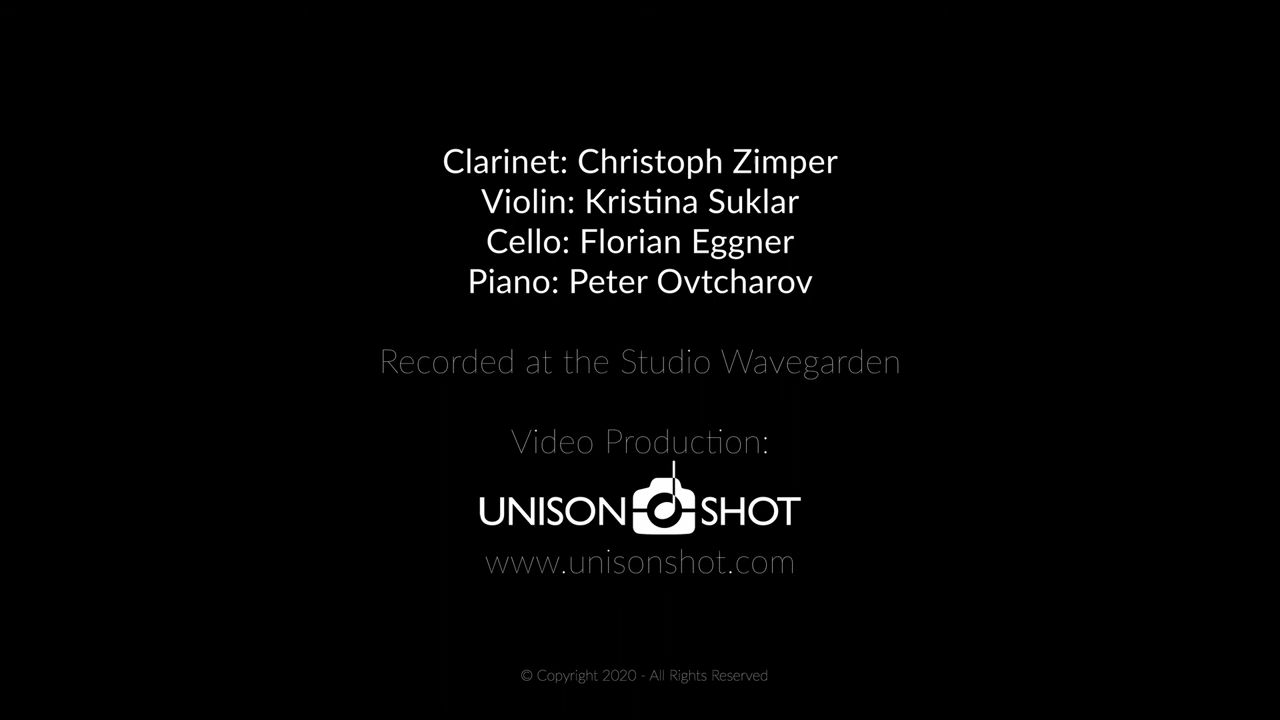 Clarinet: Christoph Zimper
Violin: Kristina Suklar
Cello: Florian Eggner
Piano: Peter Ovtcharov
Recorded at the Studio Wavegarden
Video Production:
UNISON SHOT
www.unisonshot.com
© Copyright 2020 - All Rights Reserved